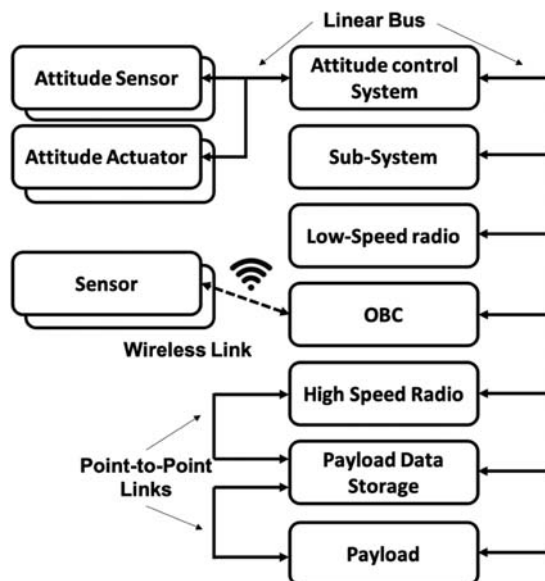 Linear Bus
Attitude Sensor
Attitude control
System
Attitude Actuator
Sub-System
Low-Speed radio
Sensor
OBC
Wireless Link
High Speed Radio
Point-to-Point
Links
Payload Data
Storage
Payload